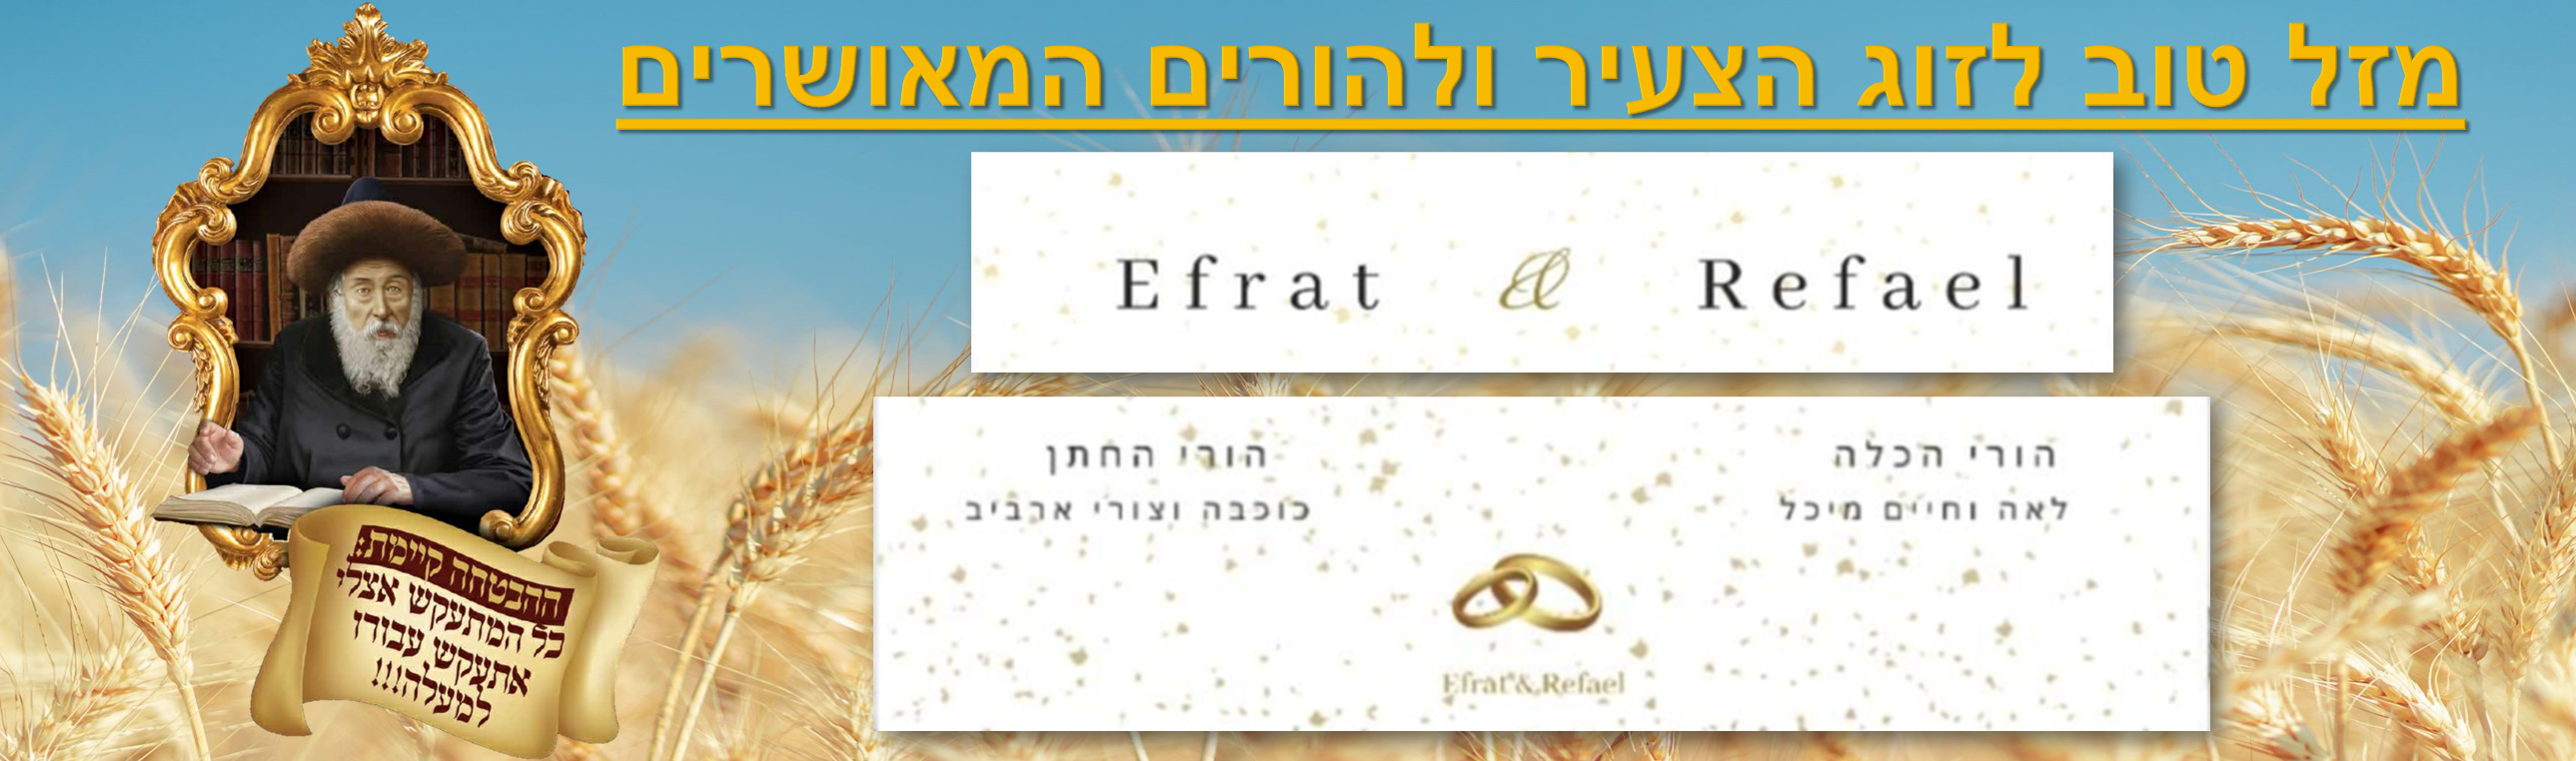 מזל טוב לזוג הצעיר ולהורים המאושרים
Efrat & Refael
הורי הכלה
לאה וחיים מיכל
הורי החתן
כוכבה וצורי ארביב
Efrat & Refael
ההבטחה קיימת:
כל המתעקש אצלי
אתעקש עבורו
למעלה!!!